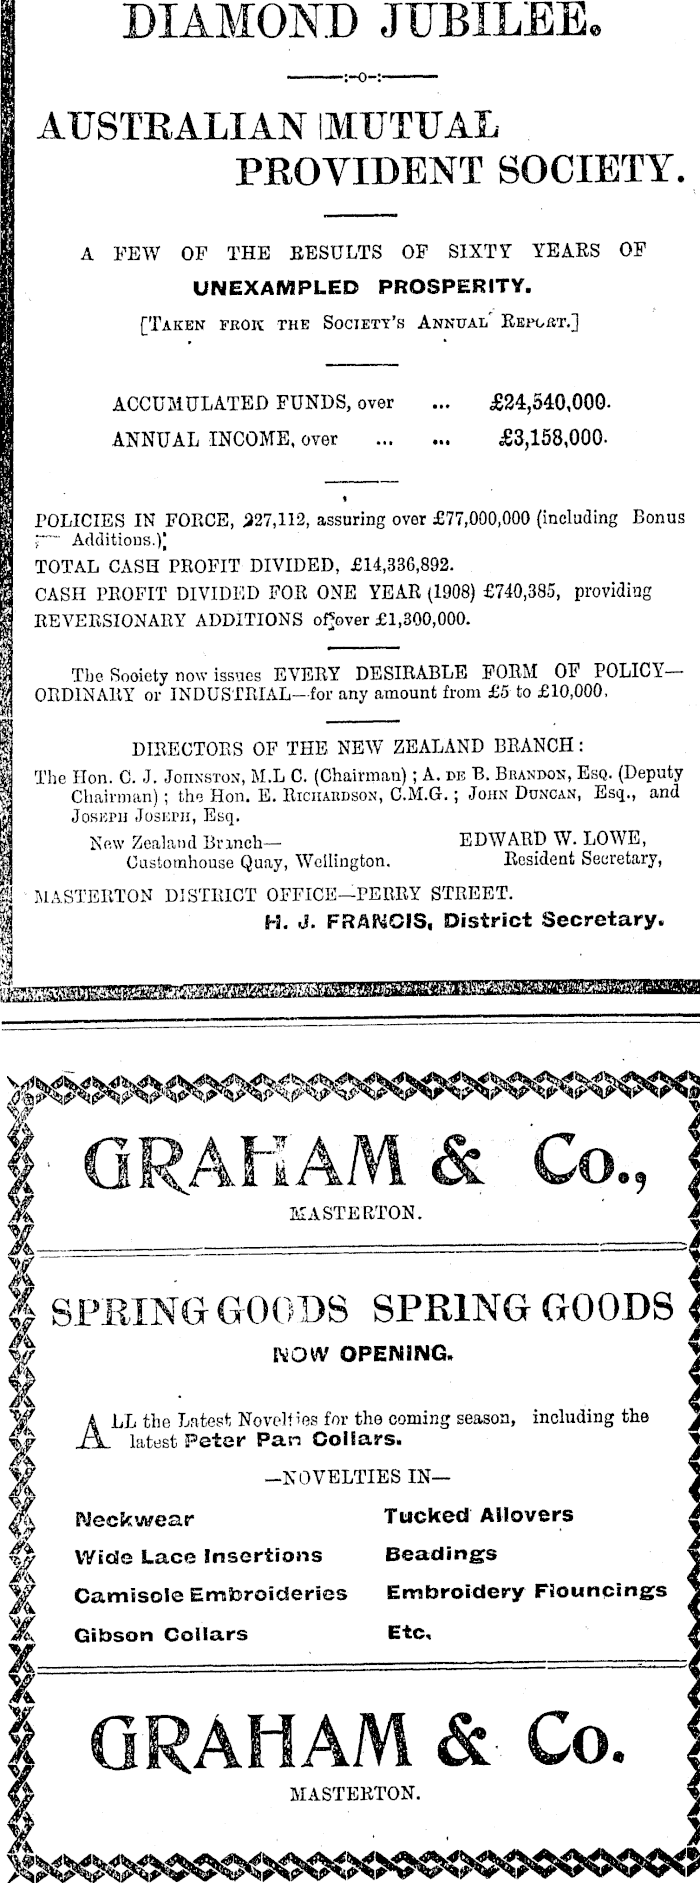 DIAMOND JUBILEE.
—:-o-:—
AUSTRALIAN MUTUAL
PROVIDENT SOCIETY.
A FEW OF THE RESULTS OF SIXTY YEARS OF
UNEXAMPLED PROSPERITY.
[TAKEN FROM THE SOCIETY'S ANNUAL REPORT.]
ACCUMULATED FUNDS, over ... £24,540,000.
ANNUAL INCOME, over ... ... £3,158,000.
POLICIES IN FORCE, 227,112, assuring over £77,000,000 (including Bonus
Additions.)
TOTAL CASH PROFIT DIVIDED, £14,336,892.
CASH PROFIT DIVIDED FOR ONE YEAR (1908) £740,385, providing
REVERSIONARY ADDITIONS of over £1,300,000.
The Society now issues EVERY DESIRABLE FORM OF POLICY—
ORDINARY or INDUSTRIAL—for any amount from £5 to £10,000.
DIRECTORS OF THE NEW ZEALAND BRANCH:
The Hon. C. J. JOHNSTON, M.L C. (Chairman) ; A. DE B. BRANDON, ESQ. (Deputy
Chairman) ; the Hon. E. RICHARDSON, C.M.G. ; JOHN DUNCAN, Esq., and
JOSEPH JOSEPH, Esq.
New Zealand Branch— EDWARD W. LOWE,
Customhouse Quay, Wellington. Resident Secretary,
MASTERTON DISTRICT OFFICE—PERRY STREET.
H. J. FRANCIS, District Secretary.
GRAHAM & Co.,
MASTERTON.
SPRING GOODS SPRING GOODS
NOW OPENING.
ALL the Latest Novelties for the coming season, including the
latest Peter Pan Collars.
—NOVELTIES IN—
Neckwear Tucked Allovers
Wide Lace Insertions Beadings
Camisole Embroideries Embroidery Flouncings
Gibson Collars Etc.
GRAHAM & Co.
MASTERTON.